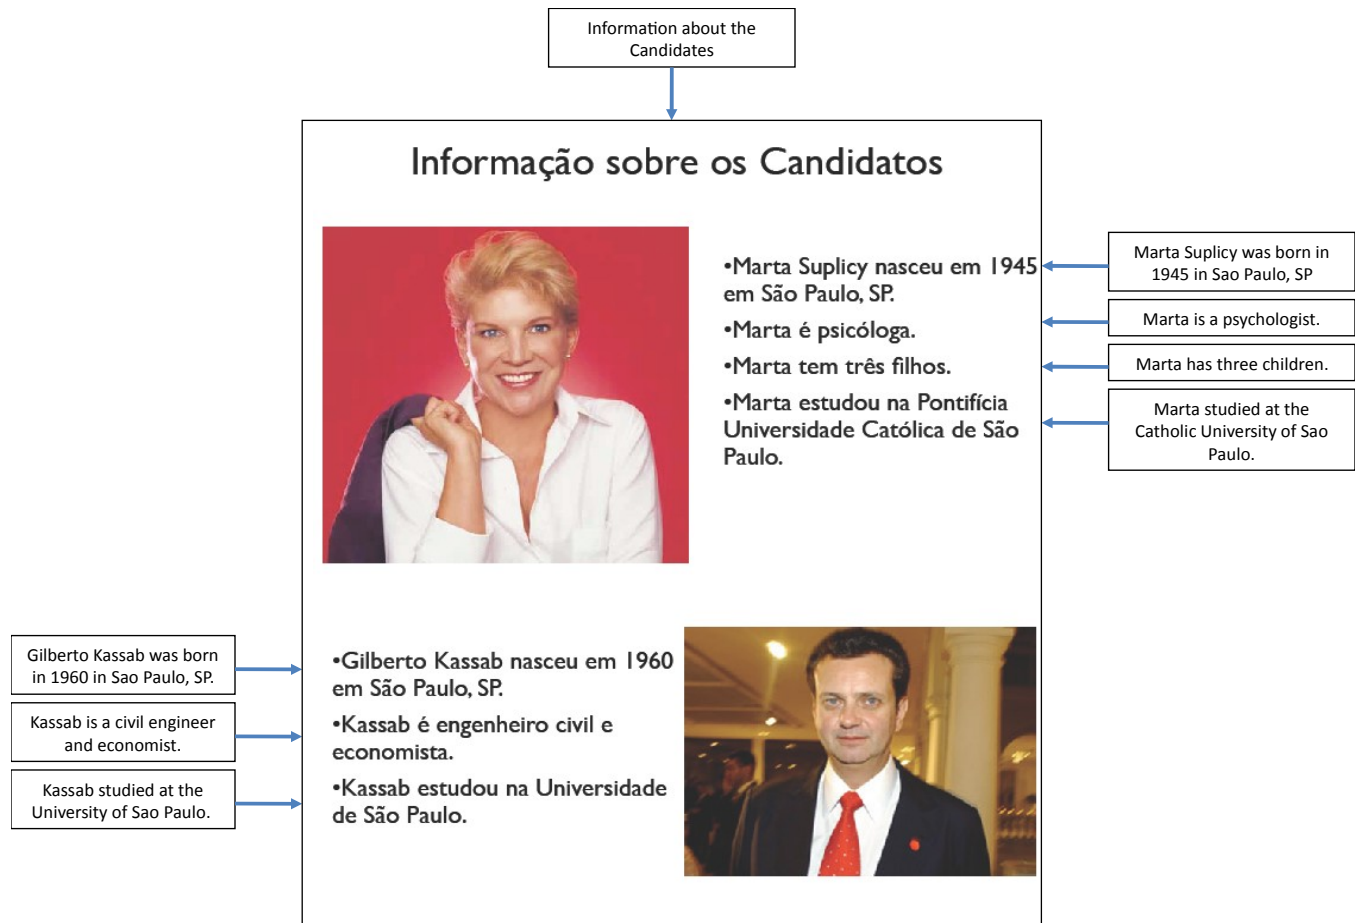 Information about the
Candidates
Informação sobre os Candidatos
•Marta Suplicy nasceu em 1945
em São Paulo, SP.
•Marta é psicóloga.
•Marta tem três filhos.
•Marta estudou na Pontifícia
Universidade Católica de São
Paulo.
Marta Suplicy was born in
1945 in Sao Paulo, SP
Marta is a psychologist.
Marta has three children.
Marta studied at the
Catholic University of Sao
Paulo.
Gilberto Kassab was born
in 1960 in Sao Paulo, SP.
Kassab is a civil engineer
and economist.
Kassab studied at the
University of Sao Paulo.
•Gilberto Kassab nasceu em 1960
em São Paulo, SP.
•Kassab é engenheiro civil e
economista.
•Kassab estudou na Universidade
de São Paulo.